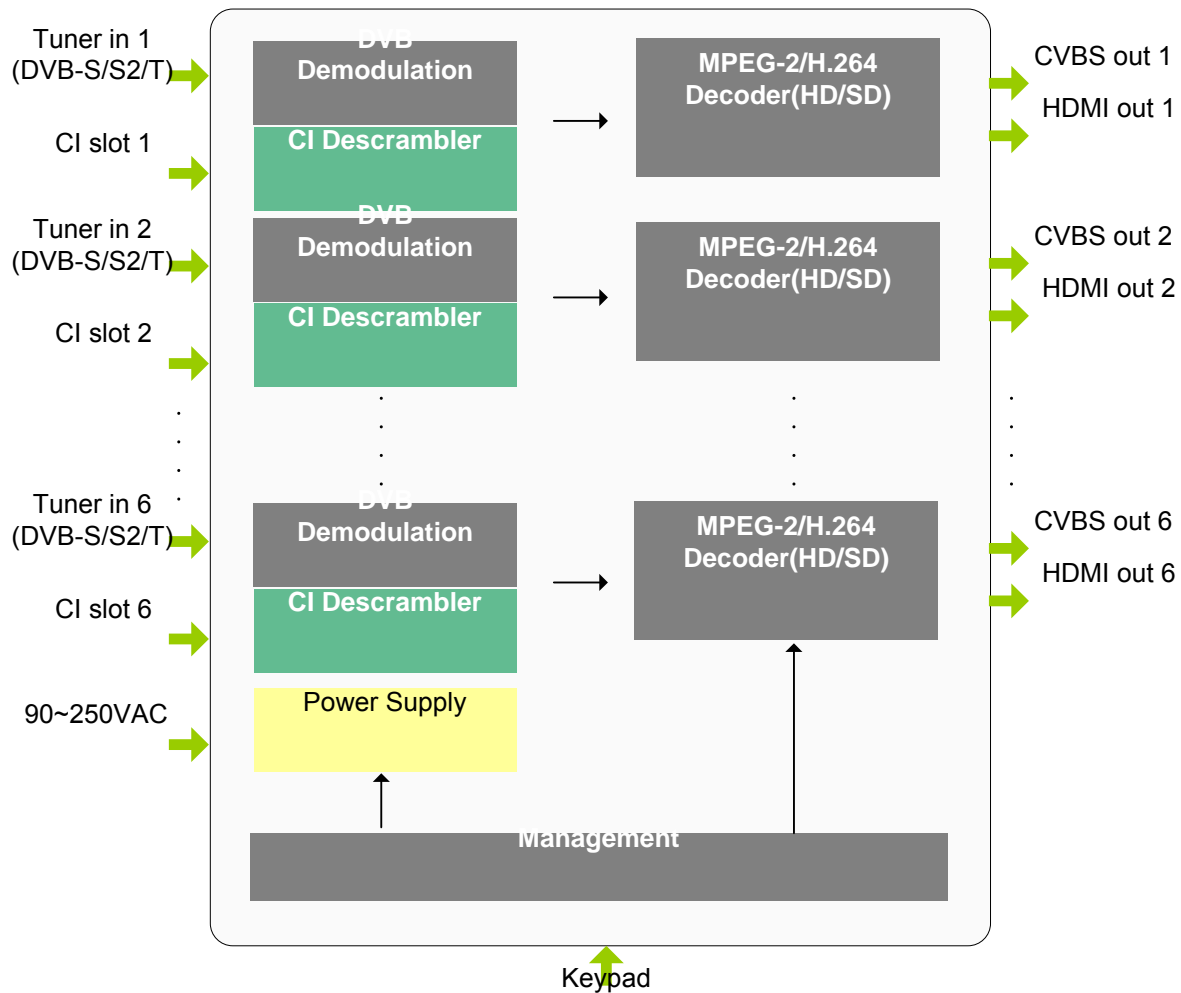 Tuner in 1
(DVB-S/S2/T)
CI slot 1
DVB
Demodulation
CI Descrambler
MPEG-2/H.264
Decoder(HD/SD)
CVBS out 1
HDMI out 1
Tuner in 2
(DVB-S/S2/T)
CI slot 2
DVB
Demodulation
CI Descrambler
MPEG-2/H.264
Decoder(HD/SD)
CVBS out 2
HDMI out 2
Tuner in 6
(DVB-S/S2/T)
CI slot 6
DVB
Demodulation
CI Descrambler
MPEG-2/H.264
Decoder(HD/SD)
CVBS out 6
HDMI out 6
90~250VAC
Power Supply
Management
Keypad